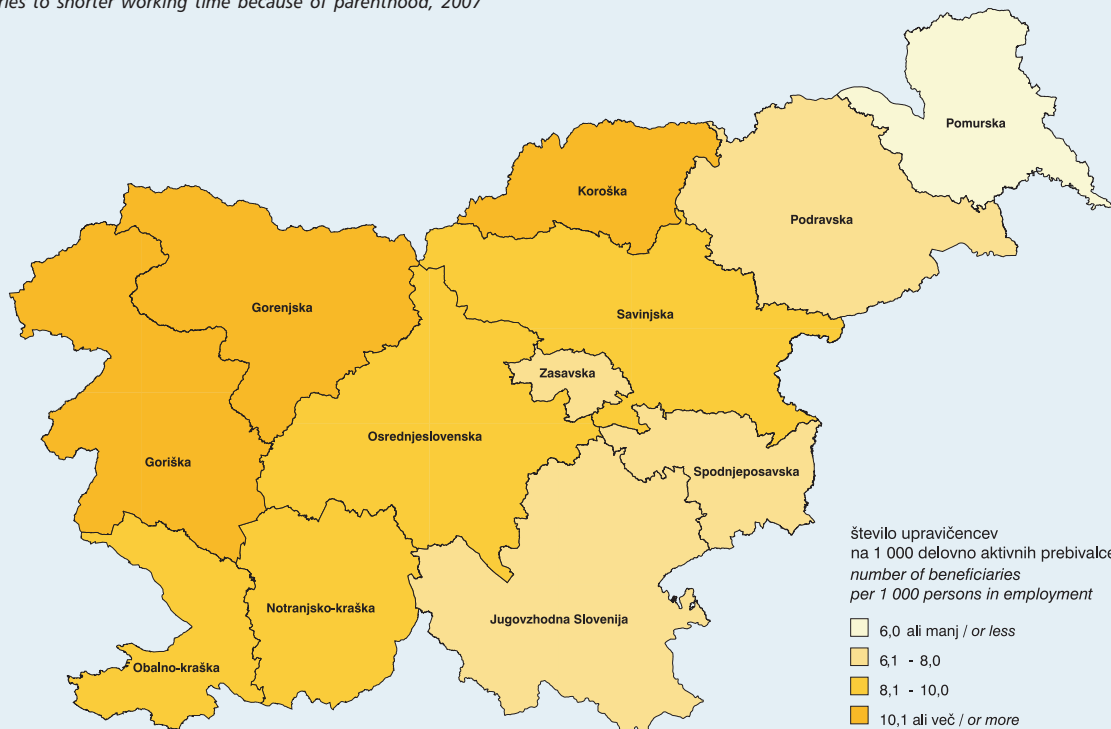 to shorter working time because of parenthood, 2007
Pomurska
Koroška
Podravska
Gorenjska
Savinjska
Zasavska
Osrednjeslovenska
Goriška
Spodnjeposavska
Notranjsko-kraška
Jugovzhodna Slovenija
Obalno-kraška
število upravičencev
na 1 000 delovno aktivnih prebivalce
number of beneficiaries
per 1 000 persons in employment
6,0 ali manj / or less
6,1 - 8,0
8,1 - 10,0
10,1 ali več / or more